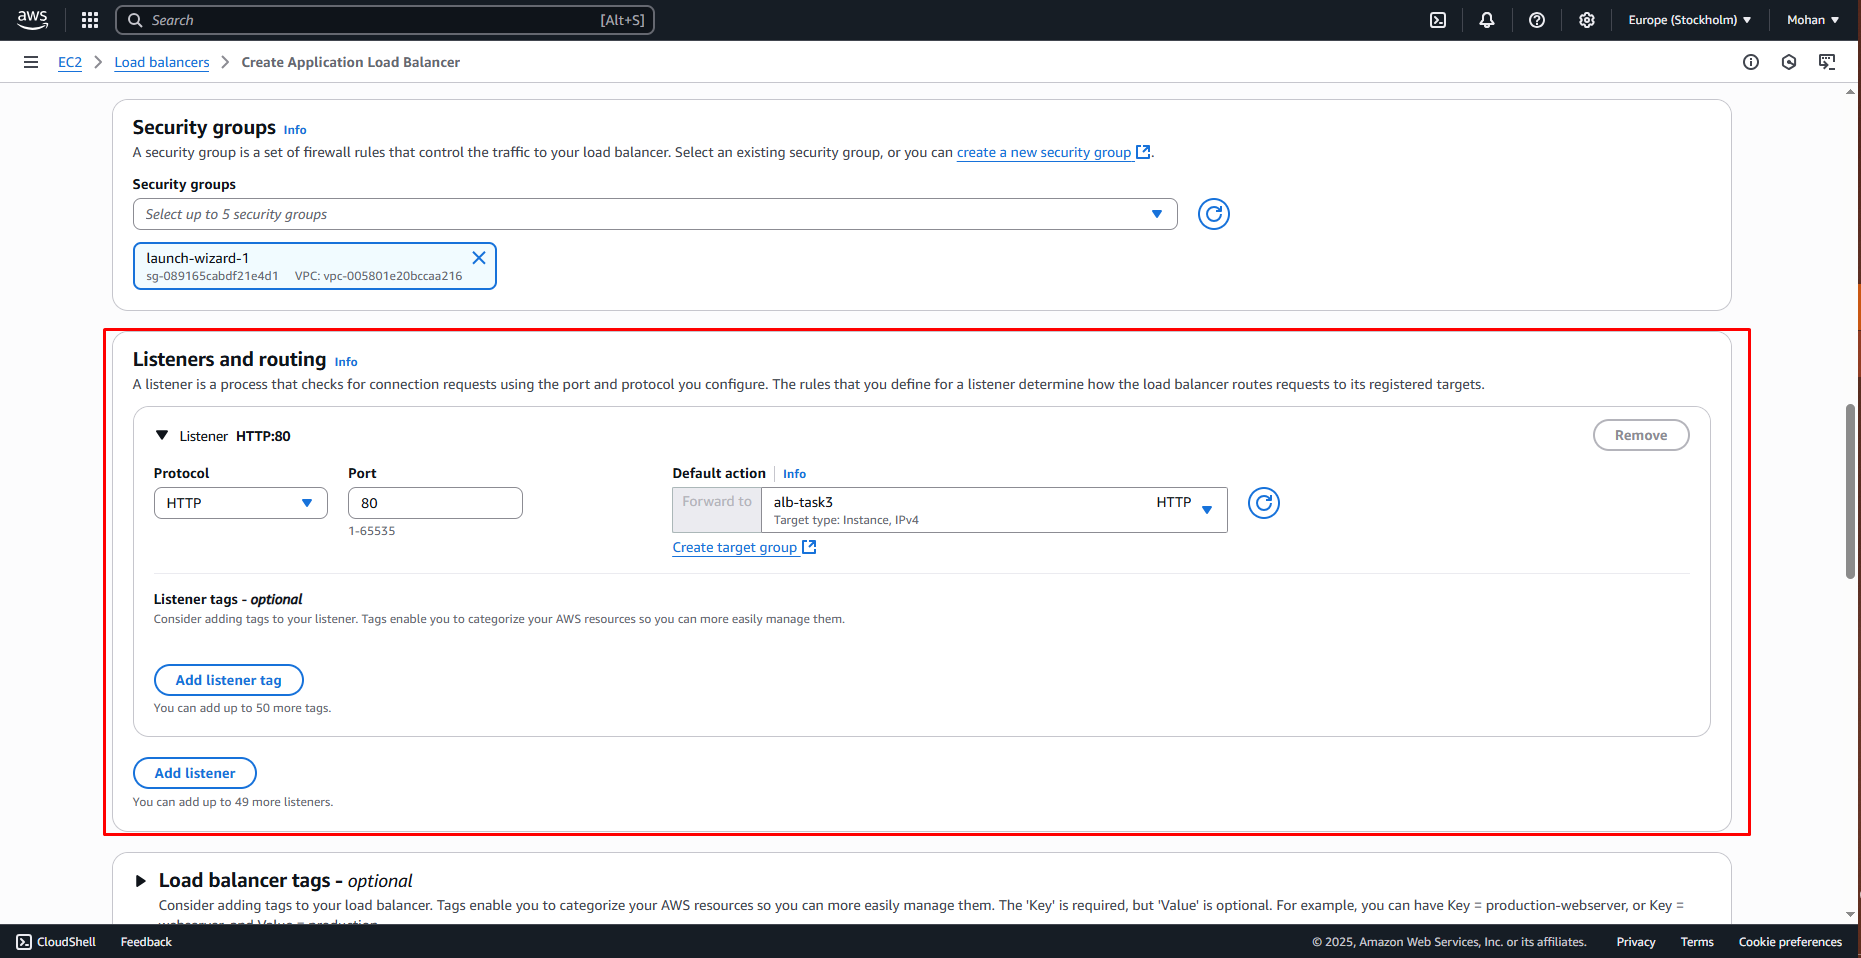 aws
Search
[Alt+S]
Europe (Stockholm)
Mohan
EC2
Load balancers
Create Application Load Balancer
Security groups Info
A security group is a set of firewall rules that control the traffic to your load balancer. Select an existing security group, or you can create a new security group.
Security groups
Select up to 5 security groups
launch-wizard-1
sg-089165cabdf21e4d1 VPC: vpc-005801e20bccaa216
Listeners and routing Info
A listener is a process that checks for connection requests using the port and protocol you configure. The rules that you define for a listener determine how the load balancer routes requests to its registered targets.
Listener HTTP:80
Remove
Protocol
Port
Default action
Info
HTTP
80
1-65535
Forward to
alb-task3
HTTP
Target type: Instance, IPv4
Create target group
Listener tags - optional
Consider adding tags to your listener. Tags enable you to categorize your AWS resources so you can more easily manage them.
Add listener tag
You can add up to 50 more tags.
Add listener
You can add up to 49 more listeners.
Load balancer tags - optional
Consider adding tags to your load balancer. Tags enable you to categorize your AWS resources so you can more easily manage them. The 'Key' is required, but 'Value' is optional. For example, you can have Key = production-webserver, or Key =
webserver, and Value = production.
CloudShell
Feedback
© 2025, Amazon Web Services, Inc. or its affiliates.
Privacy
Terms
Cookie preferences